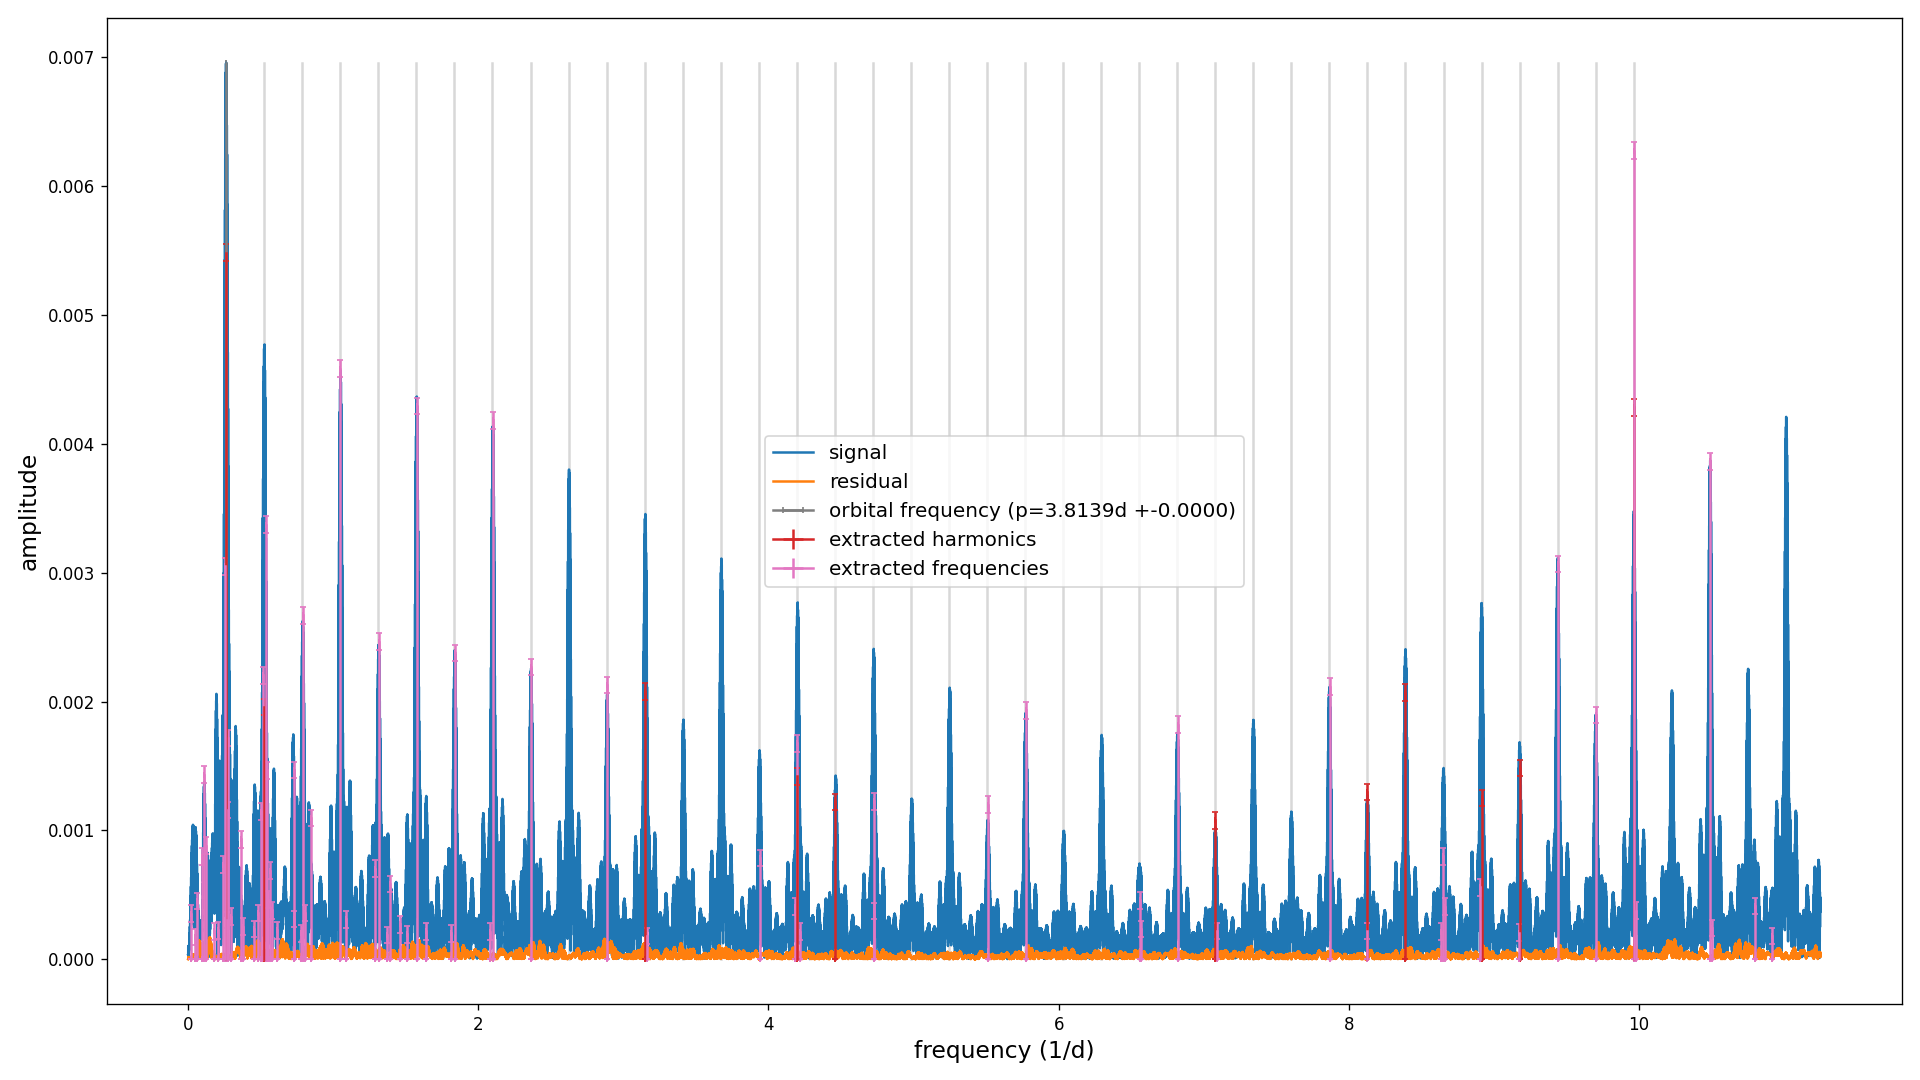 0.007
0.006
0.005
0.004
0.003
0.002
0.001
0.000
amplitude
signal
residual
orbital frequency (p=3.8139d +-0.0000)
extracted harmonics
extracted frequencies
0 2 4 6 8 10
frequency (1/d)